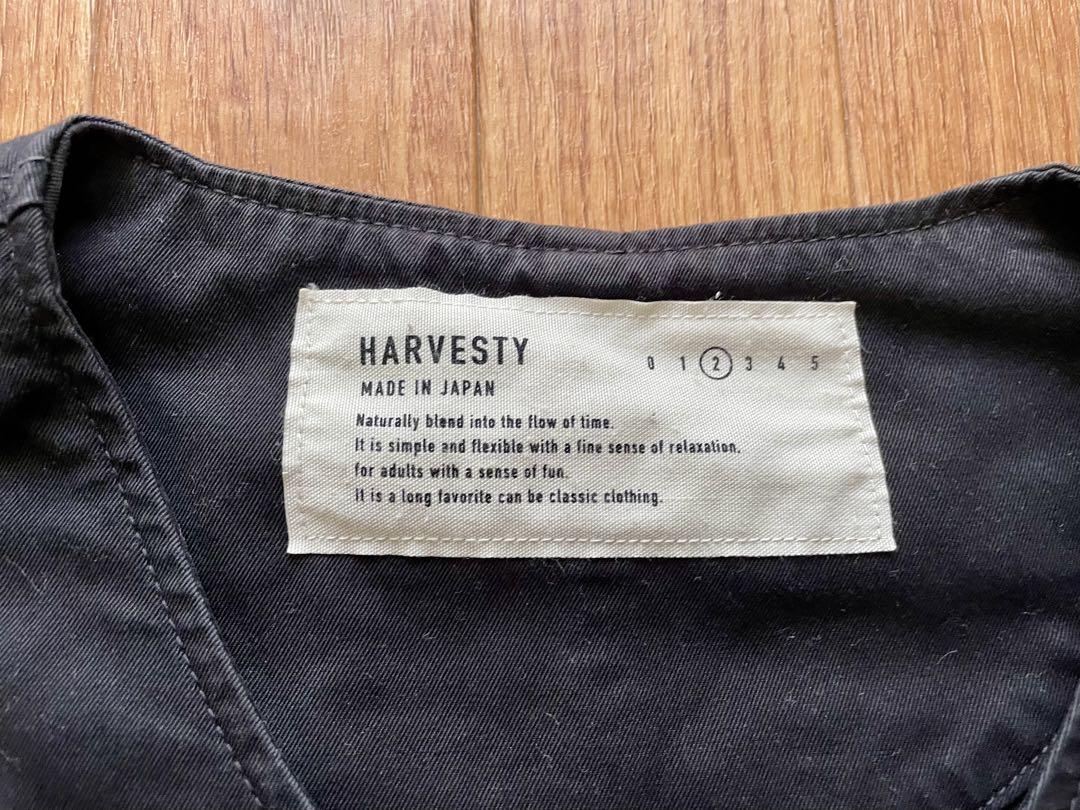 HARVESTY
0 1 2 3 4 5
MADE IN JAPAN
Naturally blend into the flow of time.
It is simple and flexible with a fine sense of relaxation.
for adults with a sense of fun.
It is a long favorite can be classic clothing.